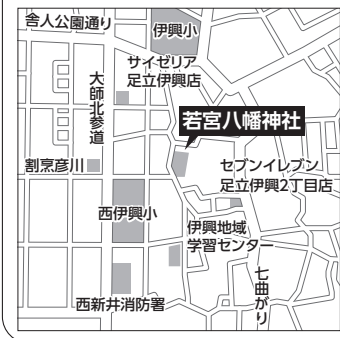 舎人公園通り
伊興小
サイゼリア
足立伊興店
大師北参道
若宮八幡神社
割烹彦川
セブンイレブン
足立伊興2丁目店
西伊興小
伊興地域
学習センター
七曲がり
西新井消防署